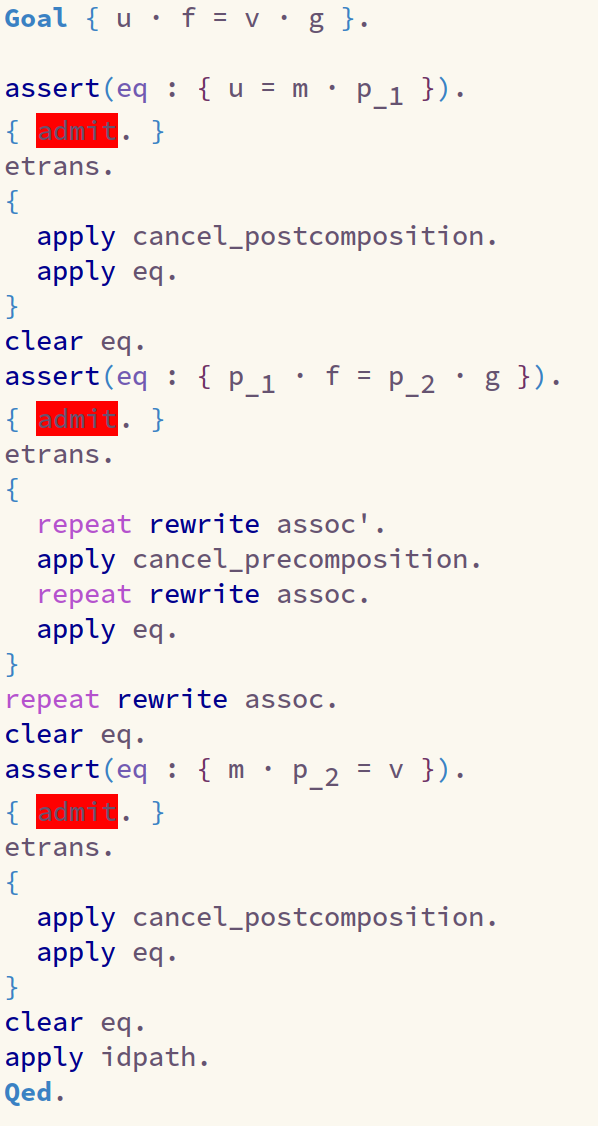 Goal { u · f = v · g }.
assert(eq : { u = m · p_1 }).
{ admit. }
etrans.
{
  apply cancel_postcomposition.
  apply eq.
}
clear eq.
assert(eq : { p_1 · f = p_2 · g }).
{ admit. }
etrans.
{
  repeat rewrite assoc'.
  apply cancel_precomposition.
  repeat rewrite assoc.
  apply eq.
}
repeat rewrite assoc.
clear eq.
assert(eq : { m · p_2 = v }).
{ admit. }
etrans.
{
  apply cancel_postcomposition.
  apply eq.
}
clear eq.
apply idpath.
Qed.